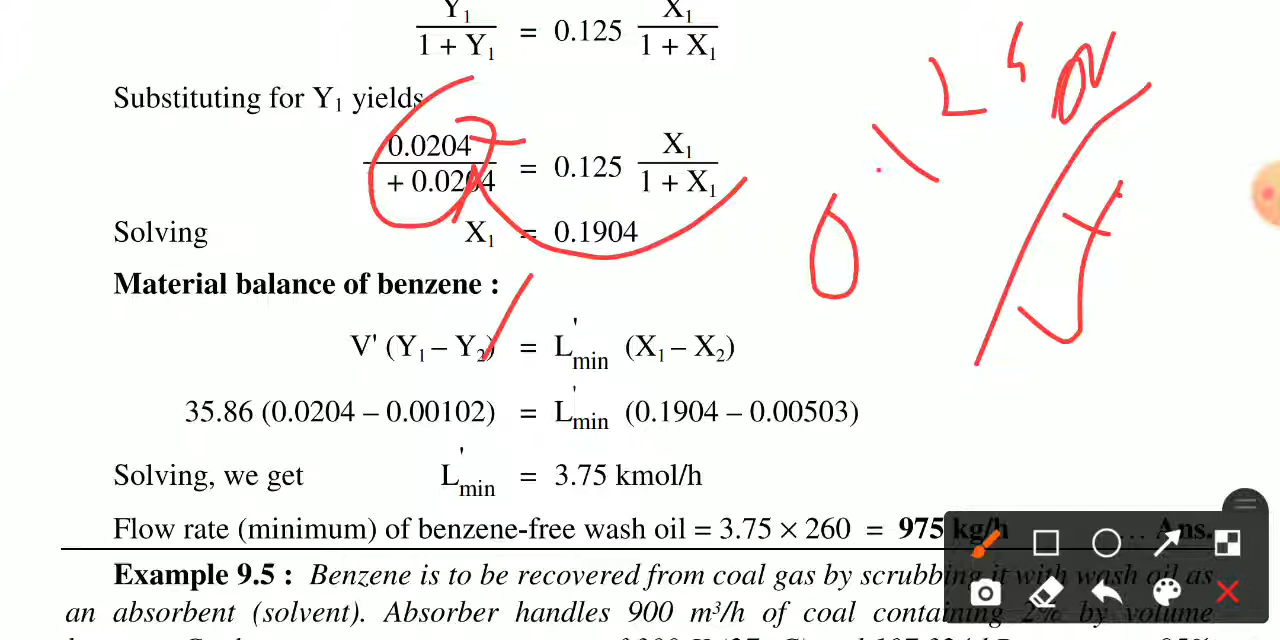 Y₁ / 1 + Y₁ = 0.125 X₁ / 1 + X₁
Substituting for Y₁ yields
0.0204 / + 0.0204 = 0.125 X₁ / 1 + X₁
Solving X₁ = 0.1904
Material balance of benzene :
V' (Y₁ – Y₂) = L'min (X₁ – X₂)
35.86 (0.0204 – 0.00102) = L'min (0.1904 – 0.00503)
Solving, we get L'min = 3.75 kmol/h
Flow rate (minimum) of benzene-free wash oil = 3.75 × 260 = 975 kg/h ... Ans.
Example 9.5 : Benzene is to be recovered from coal gas by scrubbing it with wash oil as
an absorbent (solvent). Absorber handles 900 m³/h of coal containing 2% by volume